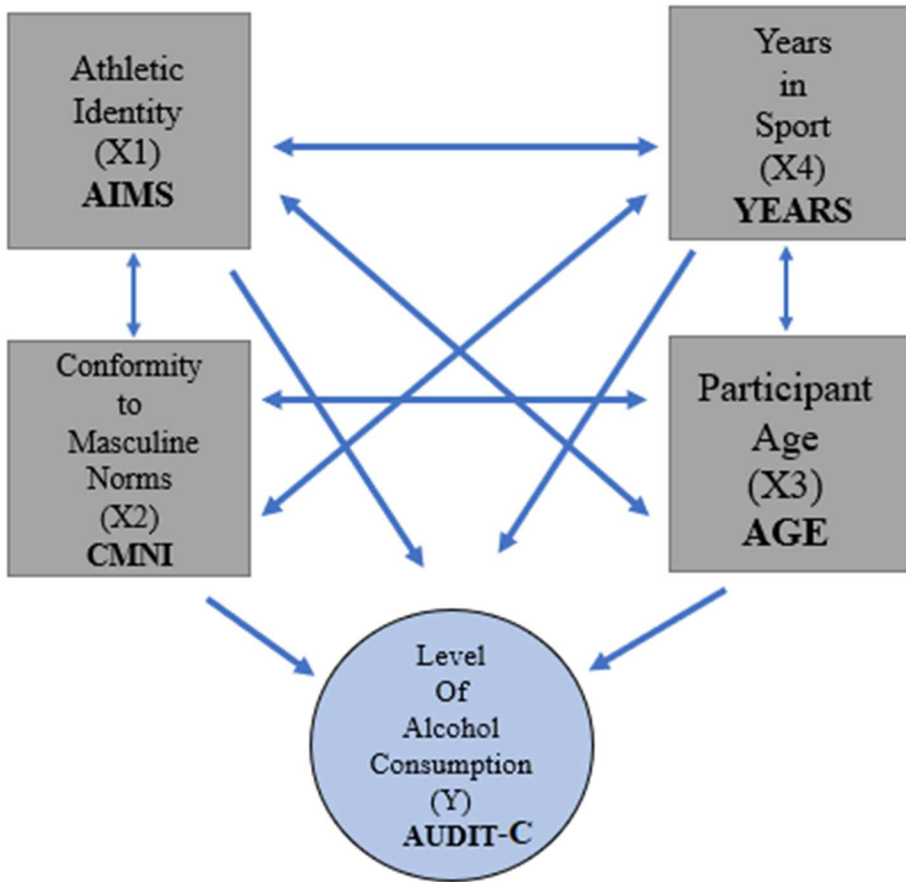 Athletic
Identity
(X1)
AIMS
Years
in
Sport
(X4)
YEARS
Conformity
to
Masculine
Norms
(X2)
CMNI
Participant
Age
(X3)
AGE
Level
Of
Alcohol
Consumption
(Y)
AUDIT-C